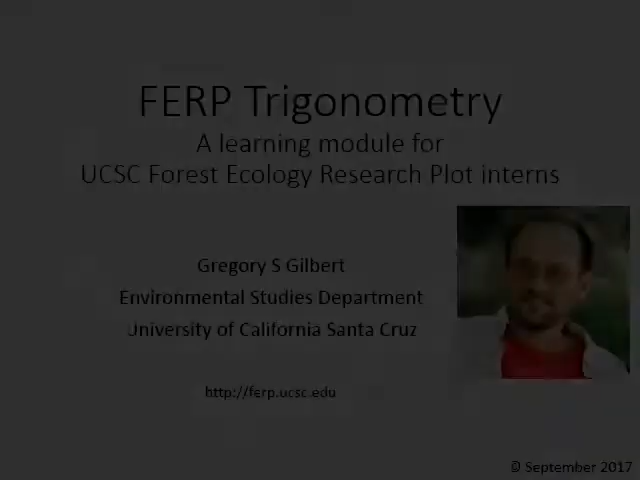 FERP Trigonometry
A learning module for
UCSC Forest Ecology Research Plot interns
Gregory S Gilbert
Environmental Studies Department
University of California Santa Cruz
http://ferp.ucsc.edu
© September 2017